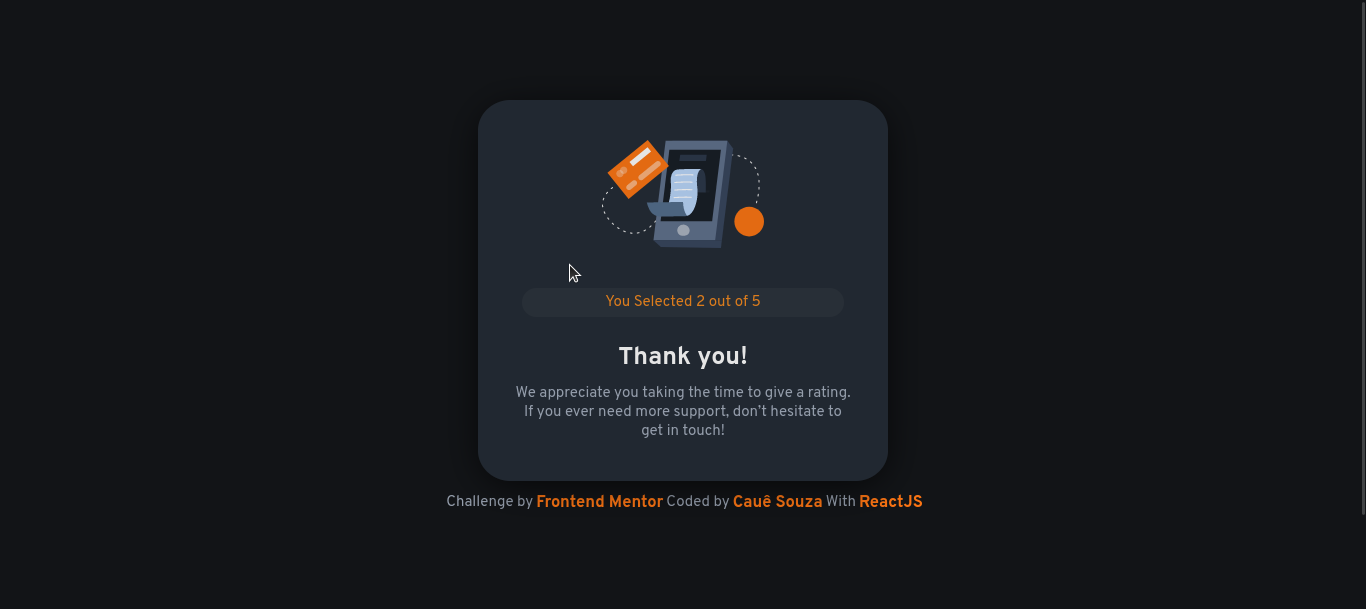 You Selected 2 out of 5
Thank you!
We appreciate you taking the time to give a rating.
If you ever need more support, don’t hesitate to
get in touch!
Challenge by Frontend Mentor Coded by Cauê Souza With ReactJS